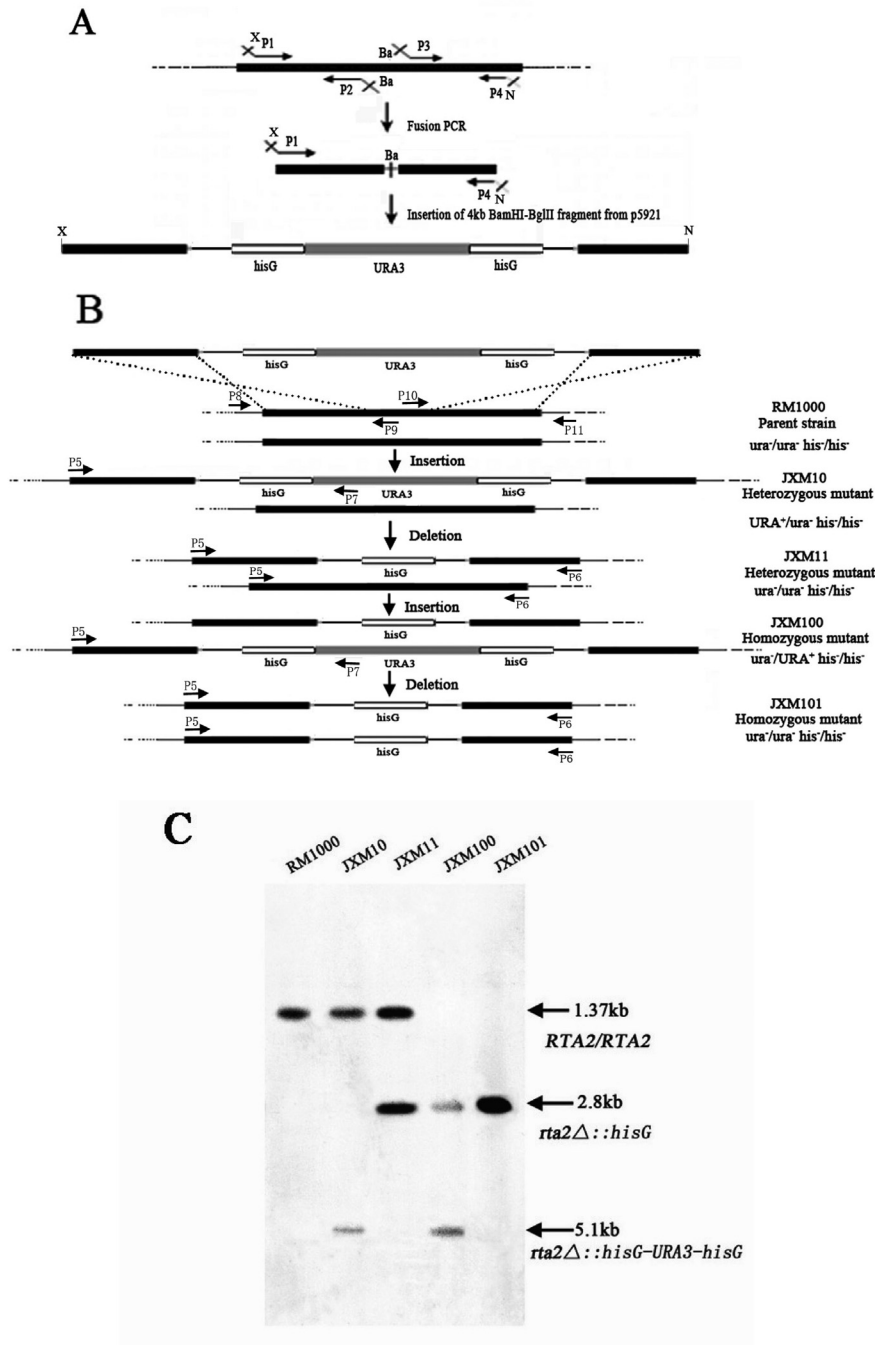 A
X P1 Ba P3
P2 Ba P4 N
Fusion PCR
X P1 Ba
P4 N
Insertion of 4kb BamHI-BglII fragment from p5921
X N
hisG URA3 hisG
B
hisG URA3 hisG
P8 P10
P9 P11
RM1000
Parent strain
ura⁻/ura⁻ his⁻/his⁻
Insertion
P5
hisG P7 URA3 hisG
JXM10
Heterozygous mutant
URA⁺/ura⁻ his⁻/his⁻
Deletion
P5
hisG P6
P5
P6
JXM11
Heterozygous mutant
ura⁻/ura⁻ his⁻/his⁻
Insertion
hisG
P5
hisG P7 URA3 hisG
JXM100
Homozygous mutant
ura⁻/URA⁺ his⁻/his⁻
Deletion
P5
hisG P6
P5
hisG P6
JXM101
Homozygous mutant
ura⁻/ura⁻ his⁻/his⁻
C
RM1000 JXM10 JXM11 JXM100 JXM101
1.37kb
RTA2/RTA2
2.8kb
rta2△::hisG
5.1kb
rta2△::hisG-URA3-hisG